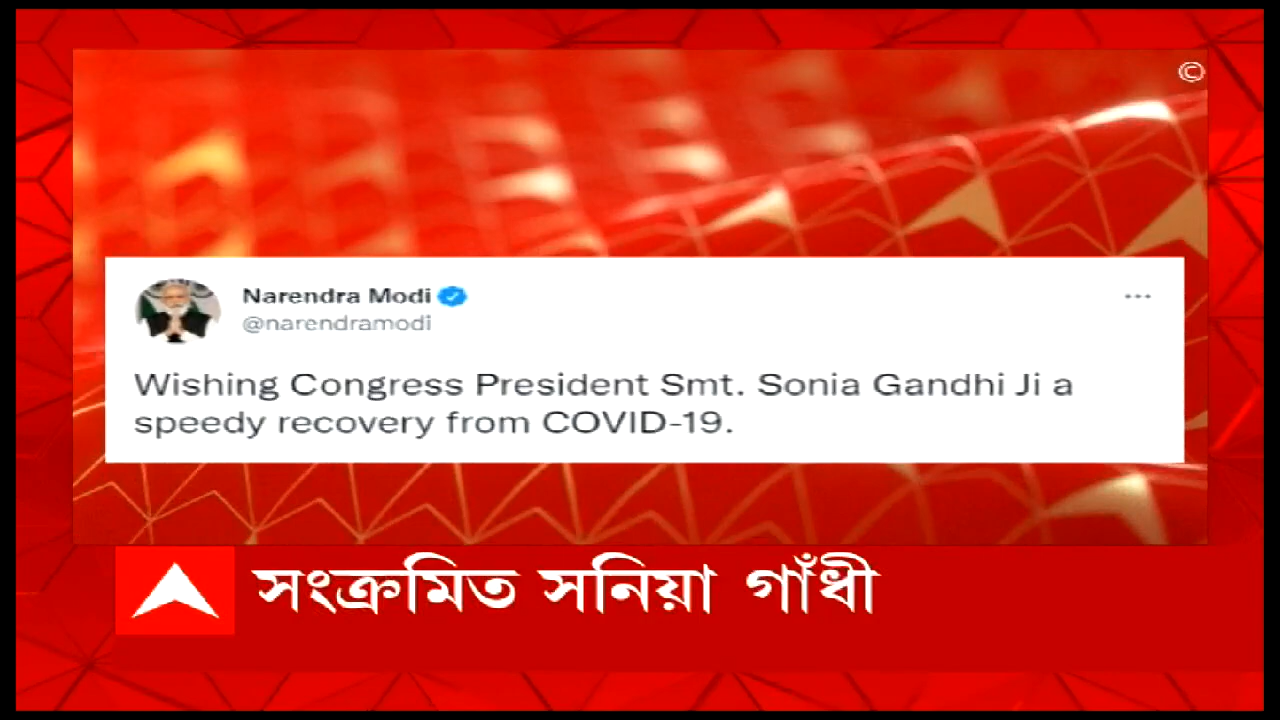 ©
Narendra Modi
@narendramodi
Wishing Congress President Smt. Sonia Gandhi Ji a
speedy recovery from COVID-19.
সংক্রমিত সনিয়া গাঁধী